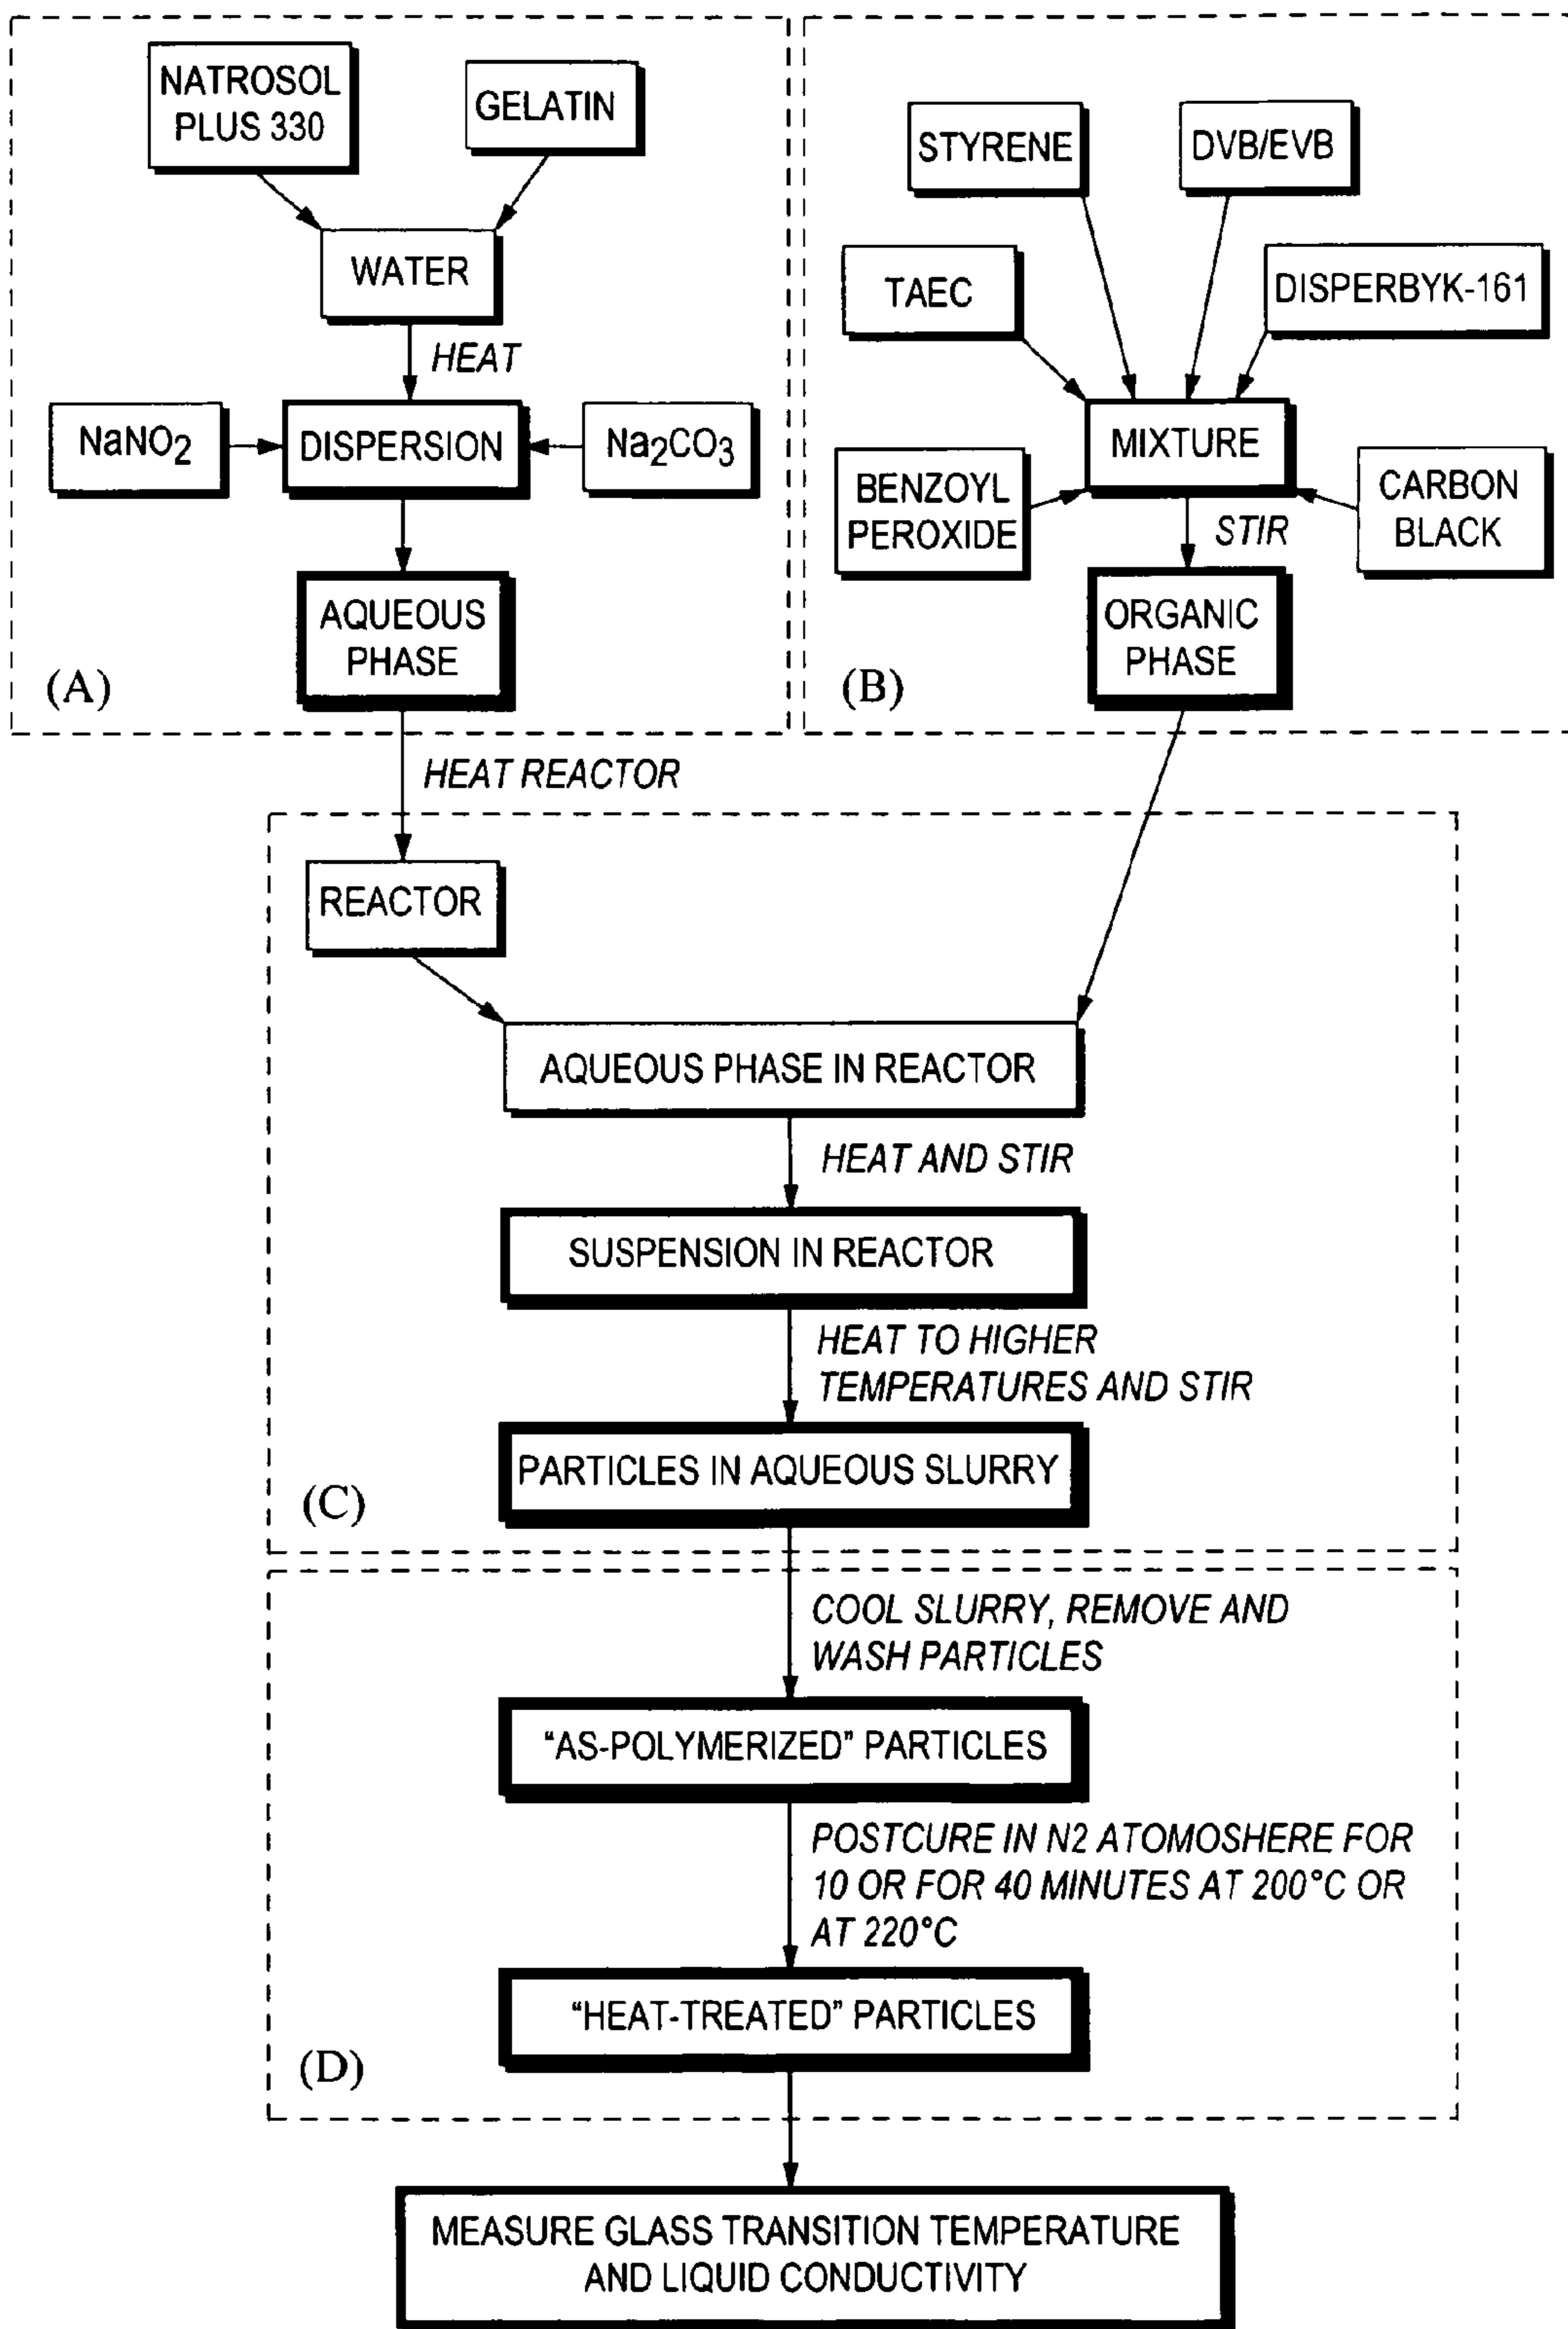 NATROSOL
PLUS 330
GELATIN
WATER
HEAT
NaNO2
DISPERSION
Na2CO3
AQUEOUS
PHASE
(A)
STYRENE
DVB/EVB
TAEC
DISPERBYK-161
MIXTURE
BENZOYL
PEROXIDE
CARBON
BLACK
STIR
ORGANIC
PHASE
(B)
HEAT REACTOR
REACTOR
AQUEOUS PHASE IN REACTOR
HEAT AND STIR
SUSPENSION IN REACTOR
HEAT TO HIGHER
TEMPERATURES AND STIR
PARTICLES IN AQUEOUS SLURRY
(C)
COOL SLURRY, REMOVE AND
WASH PARTICLES
“AS-POLYMERIZED” PARTICLES
POSTCURE IN N2 ATOMOSHERE FOR
10 OR FOR 40 MINUTES AT 200°C OR
AT 220°C
“HEAT-TREATED” PARTICLES
(D)
MEASURE GLASS TRANSITION TEMPERATURE
AND LIQUID CONDUCTIVITY